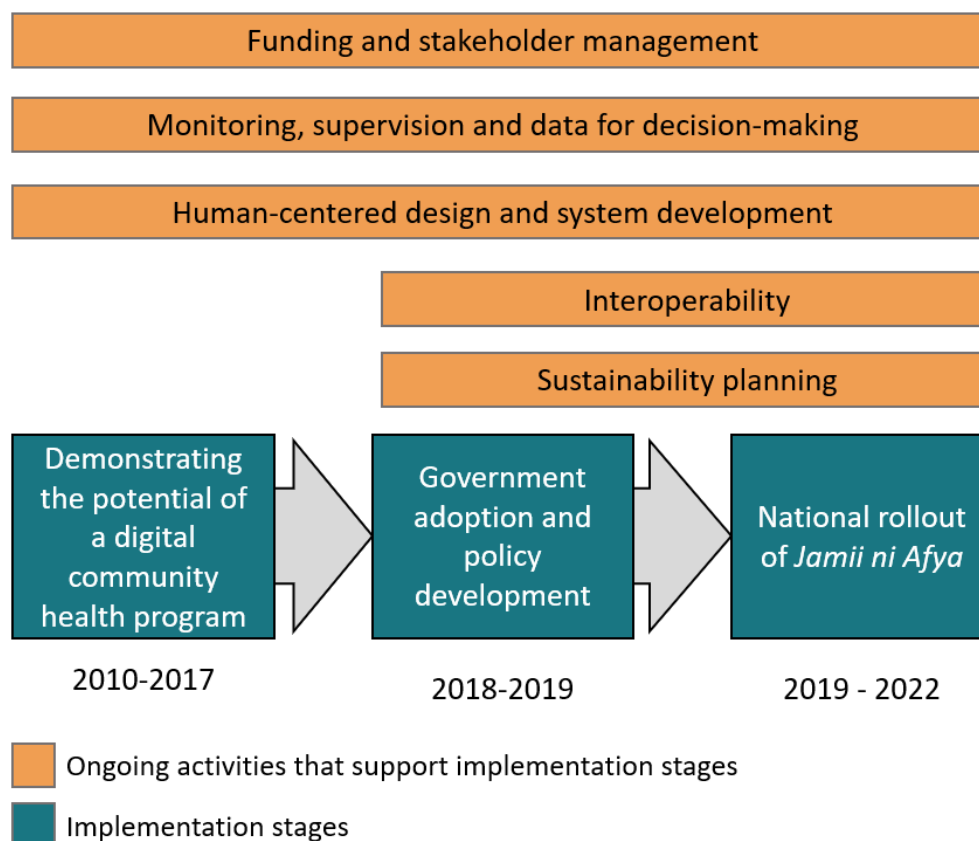 Funding and stakeholder management
Monitoring, supervision and data for decision-making
Human-centered design and system development
Interoperability
Sustainability planning
Demonstrating
the potential of
a digital
community
health program
Government
adoption and
policy
development
National rollout
of Jamii ni Afya
2010-2017
2018-2019
2019 - 2022
Ongoing activities that support implementation stages
Implementation stages